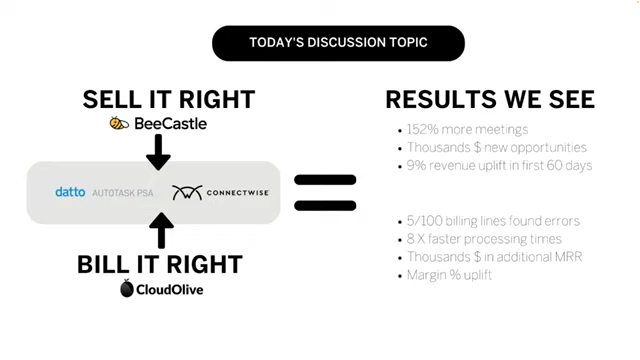 TODAY'S DISCUSSION TOPIC
SELL IT RIGHT
BeeCastle
datto AUTOTASK PSA
CONNECTWISE
BILL IT RIGHT
CloudOlive
RESULTS WE SEE
• 152% more meetings
• Thousands $ new opportunities
• 9% revenue uplift in first 60 days
• 5/100 billing lines found errors
• 8 X faster processing times
• Thousands $ in additional MRR
• Margin % uplift